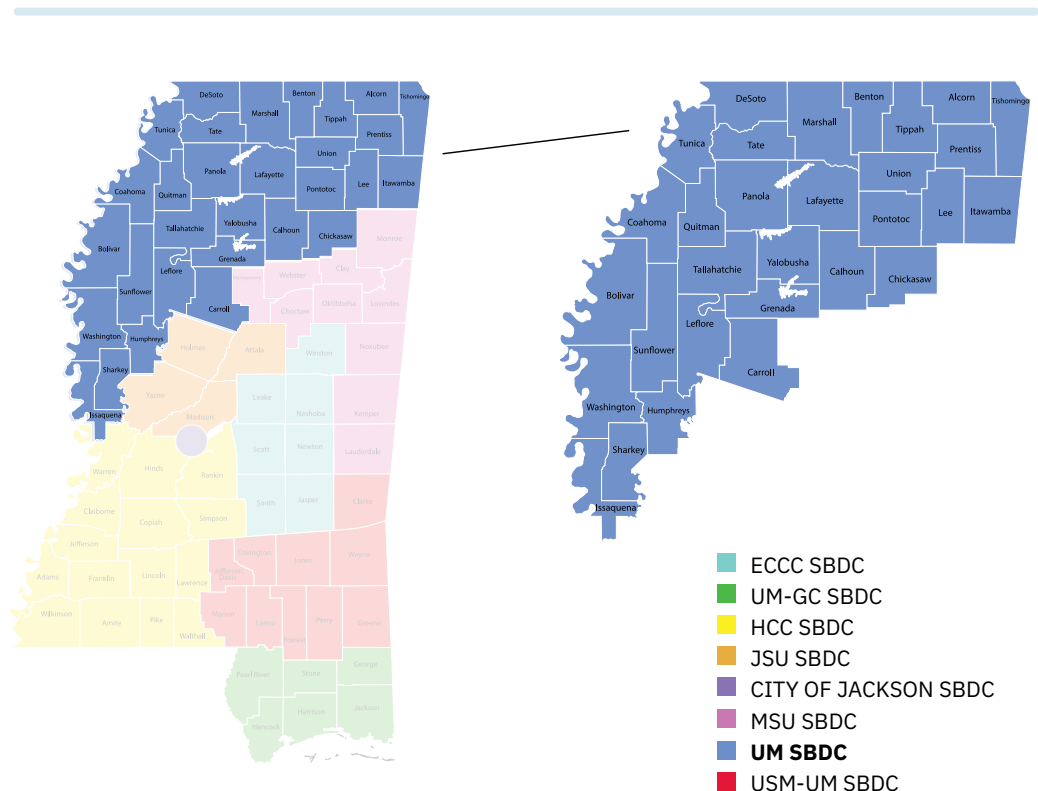 DeSoto
Benton
Alcorn
Tishomingo
Marshall
Tippah
Tunica
Tate
Prentiss
Union
Panola
Lafayette
Coahoma
Quitman
Pontotoc
Lee
Itawamba
Tallahatchie
Yalobusha
Calhoun
Chickasaw
Monroe
Bolivar
Grenada
Leflore
Webster
Clay
Sunflower
Carroll
Choctaw
Oktibbeha
Lowndes
Washington
Humphreys
Holmes
Attala
Winston
Noxubee
Sharkey
Yazoo
Leake
Neshoba
Kemper
Issaquena
Madison
Warren
Hinds
Rankin
Scott
Newton
Lauderdale
Claiborne
Copiah
Simpson
Smith
Jasper
Clarke
Jefferson
Covington
Jones
Wayne
Adams
Franklin
Lincoln
Lawrence
Jefferson
Davis
Wilkinson
Amite
Pike
Walthall
Marion
Lamar
Forrest
Perry
Greene
Pearl River
Stone
George
Hancock
Harrison
Jackson
DeSoto
Benton
Alcorn
Tishomingo
Marshall
Tippah
Tunica
Tate
Prentiss
Union
Panola
Lafayette
Coahoma
Quitman
Pontotoc
Lee
Itawamba
Tallahatchie
Yalobusha
Calhoun
Chickasaw
Bolivar
Grenada
Leflore
Sunflower
Carroll
Washington
Humphreys
Sharkey
Issaquena
ECCC SBDC
UM-GC SBDC
HCC SBDC
JSU SBDC
CITY OF JACKSON SBDC
MSU SBDC
UM SBDC
USM-UM SBDC